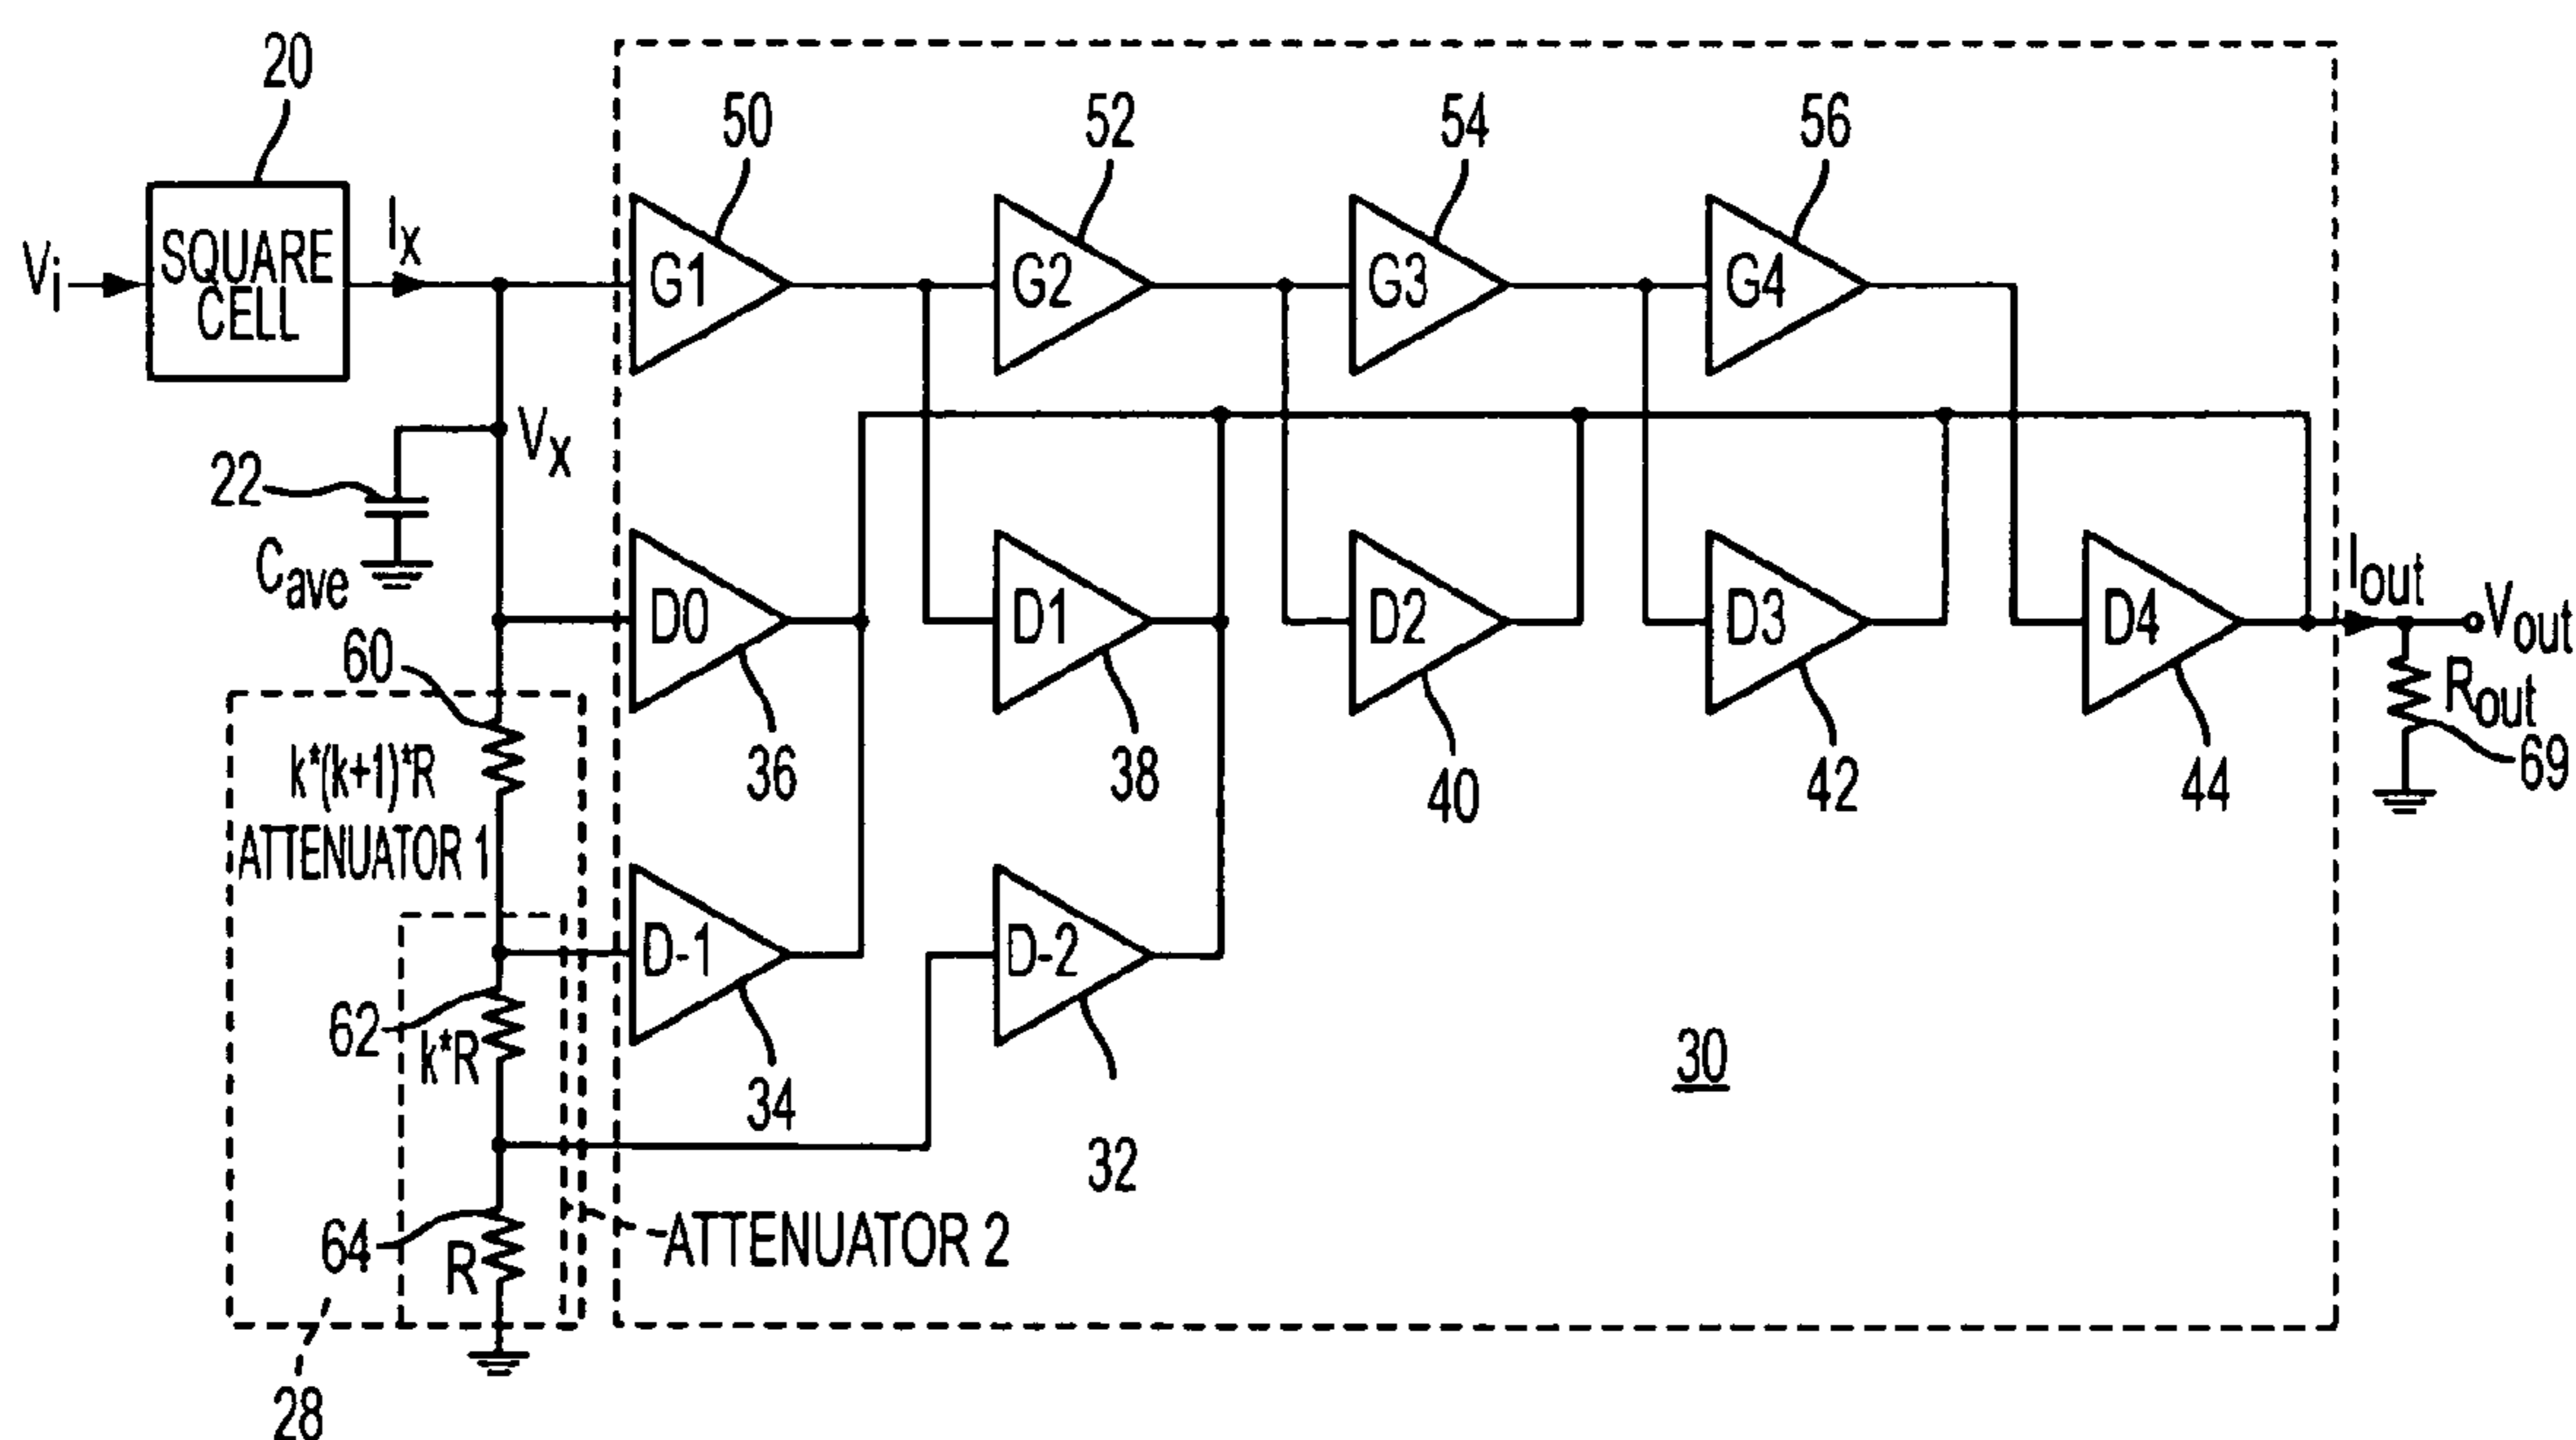 20
50
52
54
56
Vi
SQUARE
CELL
Ix
G1
G2
G3
G4
Vx
22
Cave
D0
D1
D2
D3
D4
Iout
Vout
60
36
38
40
42
44
Rout
69
k*(k+1)*R
ATTENUATOR 1
D-1
D-2
62
k*R
34
32
30
64
R
ATTENUATOR 2
28